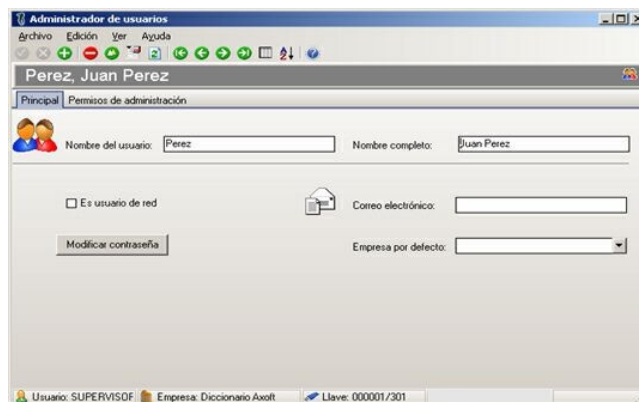 Administrador de usuarios
Archivo Edición Ver Ayuda
Perez, Juan Perez
Principal Permisos de administración
Nombre del usuario: Perez Nombre completo: Juan Perez
Es usuario de red Correo electrónico:
Modificar contraseña Empresa por defecto:
Usuario: SUPERVISOR Empresa: Diccionario Axoft Llave: 000001/301